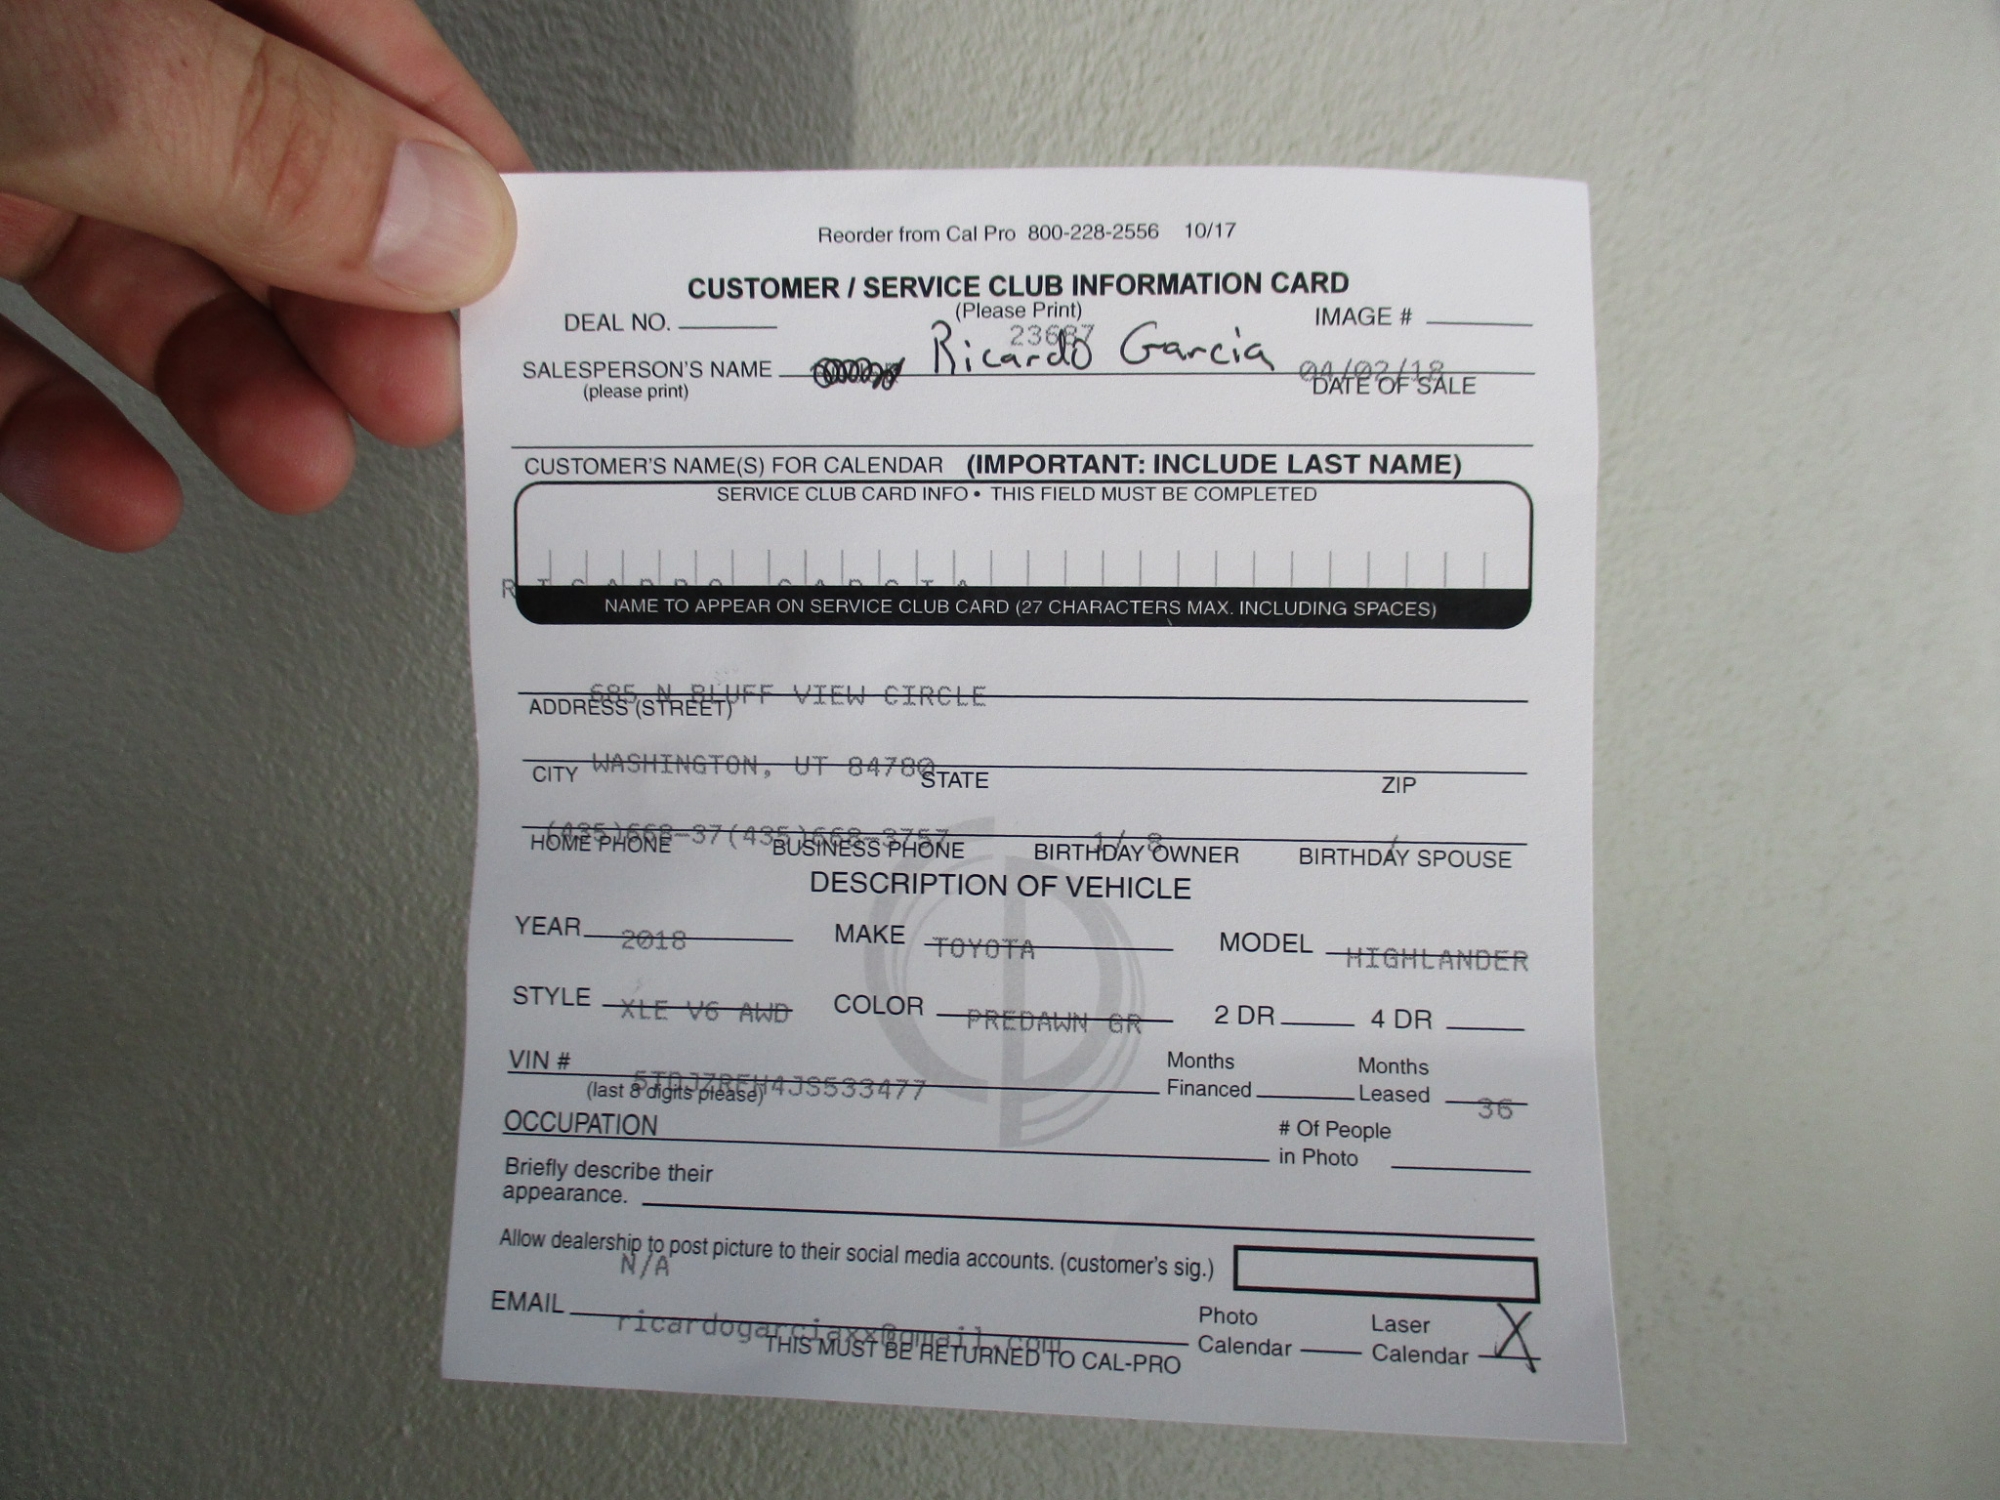 Reorder from Cal Pro 800-228-2556 10/17
CUSTOMER / SERVICE CLUB INFORMATION CARD
(Please Print)
DEAL NO. 23687 IMAGE #
SALESPERSON'S NAME Ricardo Garcia 04/02/18
(please print) DATE OF SALE
CUSTOMER'S NAME(S) FOR CALENDAR (IMPORTANT: INCLUDE LAST NAME)
SERVICE CLUB CARD INFO • THIS FIELD MUST BE COMPLETED
RICARDO GARCIA
NAME TO APPEAR ON SERVICE CLUB CARD (27 CHARACTERS MAX. INCLUDING SPACES)
685 N BLUFF VIEW CIRCLE
ADDRESS (STREET)
WASHINGTON, UT 84780
CITY STATE ZIP
(435)668-37(435)668-3757 1/ 8 /
HOME PHONE BUSINESS PHONE BIRTHDAY OWNER BIRTHDAY SPOUSE
DESCRIPTION OF VEHICLE
YEAR 2018 MAKE TOYOTA MODEL HIGHLANDER
STYLE XLE V6 AWD COLOR PREDAWN GR 2 DR 4 DR
VIN # 5TDJZRFH4JS533477 Months Months
(last 8 digits please) Financed Leased 36
OCCUPATION # Of People
in Photo
Briefly describe their
appearance.
Allow dealership to post picture to their social media accounts. (customer's sig.)
N/A
EMAIL ricardogarciaxx@gmail.com Photo Laser
Calendar Calendar X
THIS MUST BE RETURNED TO CAL-PRO